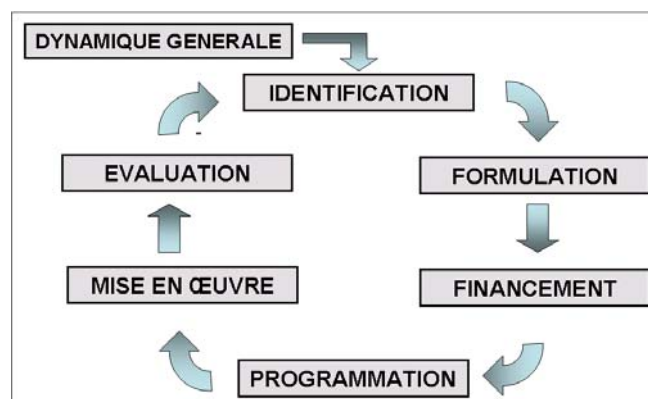 DYNAMIQUE GENERALE
IDENTIFICATION
EVALUATION
FORMULATION
MISE EN ŒUVRE
FINANCEMENT
PROGRAMMATION